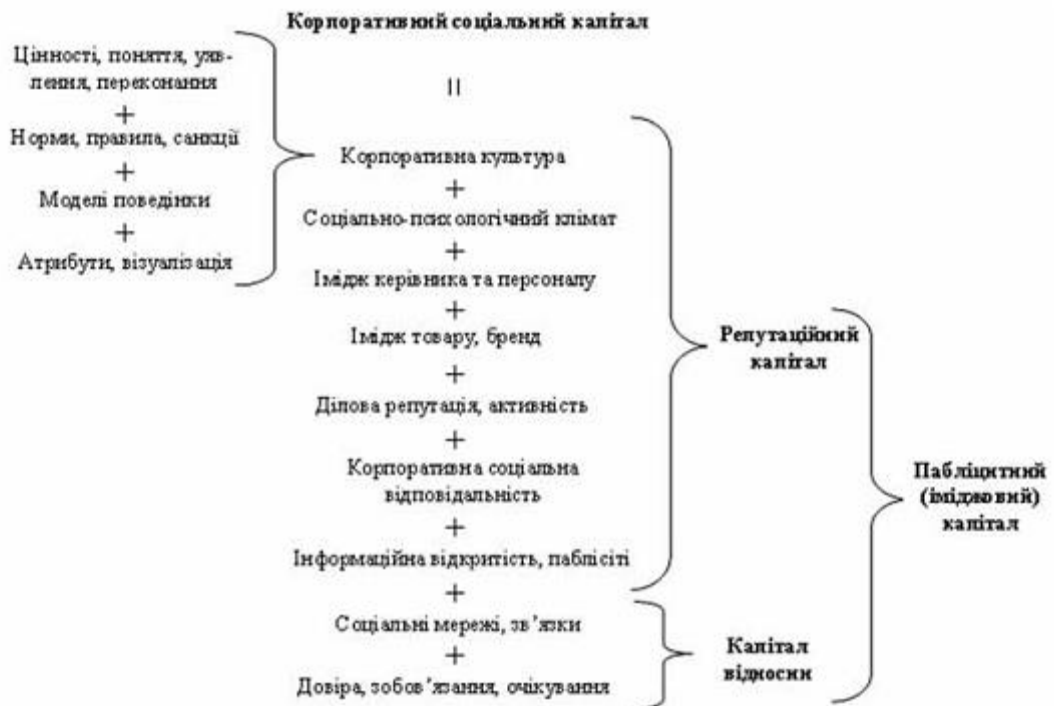 Корпоративний соціальний капітал
Цінності, поняття, уяв-
лення, переконання
+
Норми, правила, санкції
+
Моделі поведінки
+
Атрибути, візуалізація
=
Корпоративна культура
+
Соціально-психологічний клімат
+
Імідж керівника та персоналу
+
Імідж товару, бренд
+
Ділова репутація, активність
+
Корпоративна соціальна
відповідальність
+
Інформаційна відкритість, паблісіті
+
Соціальні мережі, зв’язки
+
Довіра, зобов’язання, очікування
Репутаційний
капітал
Капітал
відносин
Пабліцитний
(іміджовий)
капітал